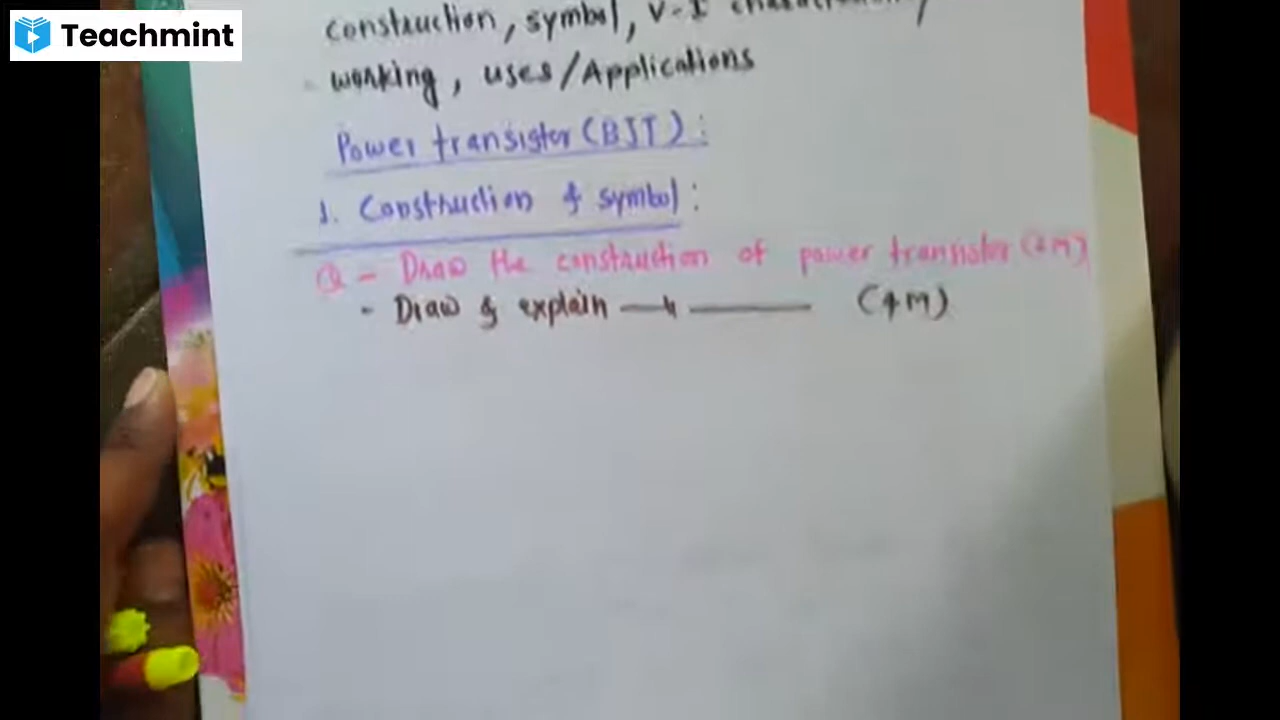 Teachmint
construction, symbol, V-I
working, uses/Applications
Power transistor (BJT):
1. Construction & symbol:
Q - Draw the construction of power transistor
- Draw & explain —"— (4M)